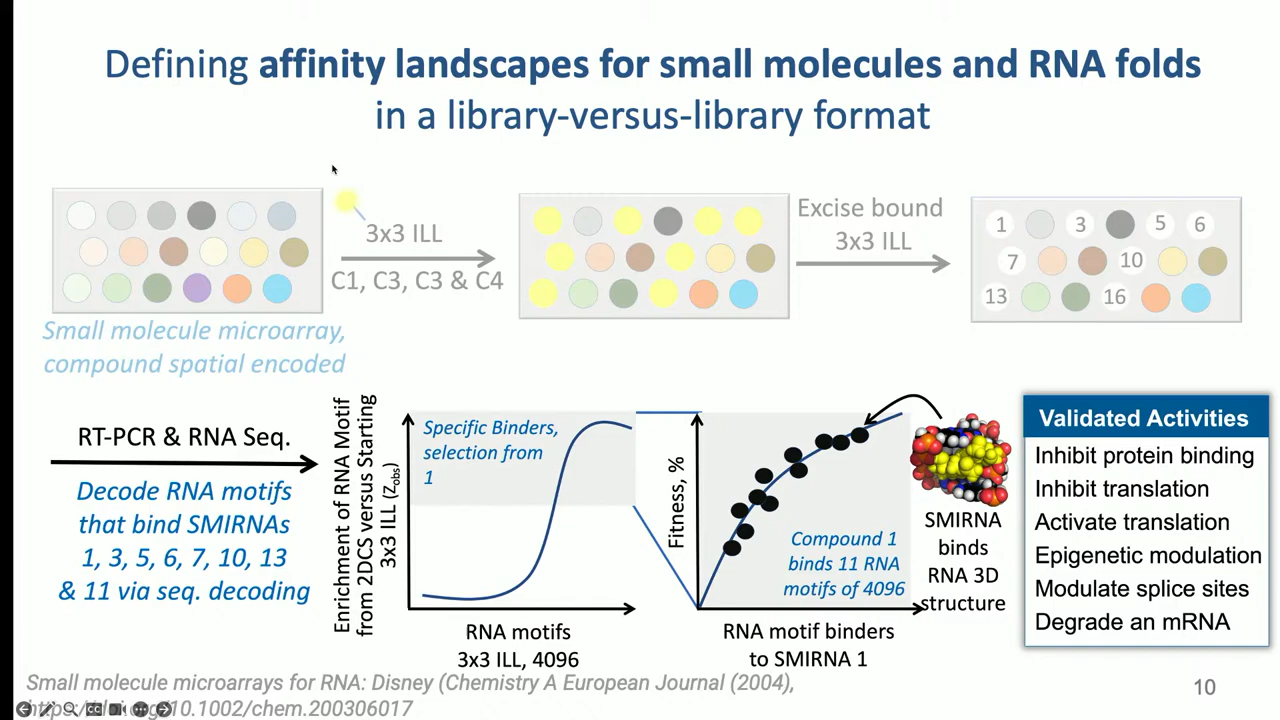 Defining affinity landscapes for small molecules and RNA folds
in a library-versus-library format
3x3 ILL
C1, C3, C3 & C4
Excise bound
3x3 ILL
1
3
5
6
7
10
13
16
Small molecule microarray,
compound spatial encoded
RT-PCR & RNA Seq.
Decode RNA motifs
that bind SMIRNAs
1, 3, 5, 6, 7, 10, 13
& 11 via seq. decoding
Enrichment of RNA Motif
from 2DCS versus Starting
3x3 ILL (Zobs)
Specific Binders,
selection from
1
RNA motifs
3x3 ILL, 4096
Fitness, %
Compound 1
binds 11 RNA
motifs of 4096
RNA motif binders
to SMIRNA 1
SMIRNA
binds
RNA 3D
structure
Validated Activities
Inhibit protein binding
Inhibit translation
Activate translation
Epigenetic modulation
Modulate splice sites
Degrade an mRNA
Small molecule microarrays for RNA: Disney (Chemistry A European Journal (2004),
10.1002/chem.200306017
10